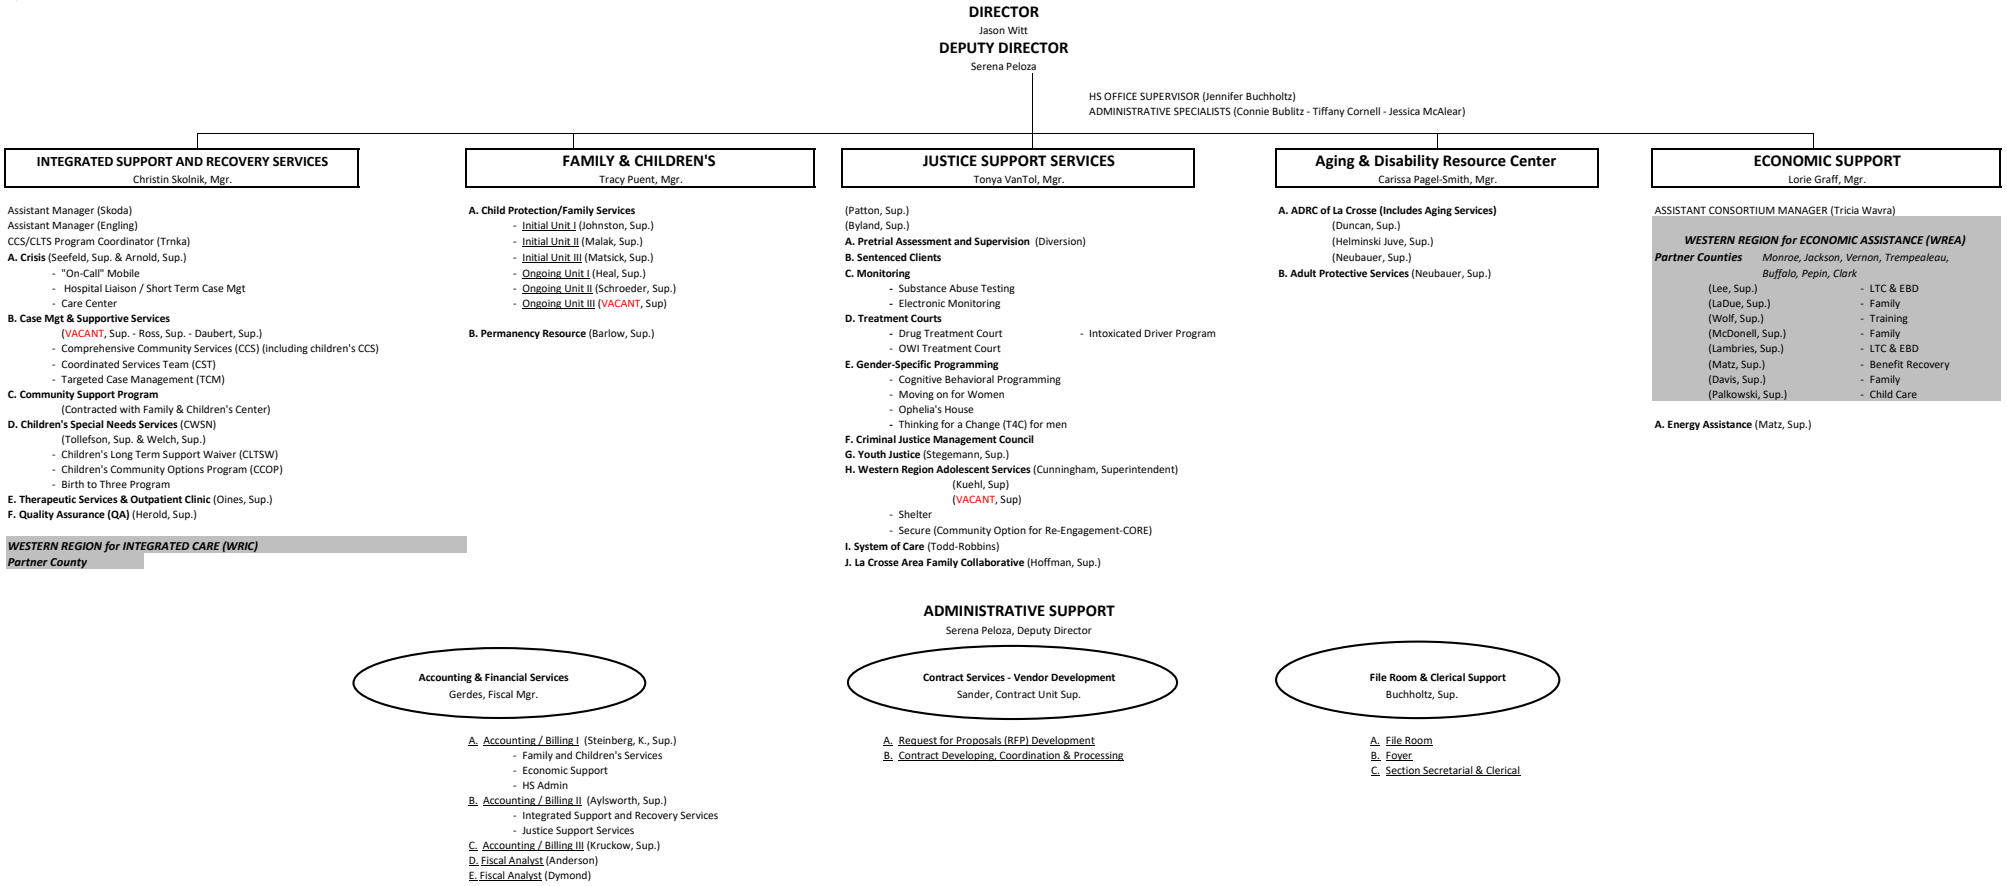 DIRECTOR
Jason Witt
DEPUTY DIRECTOR
Serena Peloza
HS OFFICE SUPERVISOR (Jennifer Buchholtz)
ADMINISTRATIVE SPECIALISTS (Connie Bublitz - Tiffany Cornell - Jessica McAlear)
INTEGRATED SUPPORT AND RECOVERY SERVICES
Christin Skolnik, Mgr.
Assistant Manager (Skoda)
Assistant Manager (Engling)
CCS/CLTS Program Coordinator (Trnka)
A. Crisis (Seefeld, Sup. & Arnold, Sup.)
- "On-Call" Mobile
- Hospital Liaison / Short Term Case Mgt
- Care Center
B. Case Mgt & Supportive Services
(VACANT, Sup. - Ross, Sup. - Daubert, Sup.)
- Comprehensive Community Services (CCS) (including children's CCS)
- Coordinated Services Team (CST)
- Targeted Case Management (TCM)
C. Community Support Program
(Contracted with Family & Children's Center)
D. Children's Special Needs Services (CWSN)
(Tollefson, Sup. & Welch, Sup.)
- Children's Long Term Support Waiver (CLTSW)
- Children's Community Options Program (CCOP)
- Birth to Three Program
E. Therapeutic Services & Outpatient Clinic (Oines, Sup.)
F. Quality Assurance (QA) (Herold, Sup.)
WESTERN REGION for INTEGRATED CARE (WRIC)
Partner County
FAMILY & CHILDREN'S
Tracy Puent, Mgr.
A. Child Protection/Family Services
- Initial Unit I (Johnston, Sup.)
- Initial Unit II (Malak, Sup.)
- Initial Unit III (Matsick, Sup.)
- Ongoing Unit I (Heal, Sup.)
- Ongoing Unit II (Schroeder, Sup.)
- Ongoing Unit III (VACANT, Sup)
B. Permanency Resource (Barlow, Sup.)
JUSTICE SUPPORT SERVICES
Tonya VanTol, Mgr.
(Patton, Sup.)
(Byland, Sup.)
A. Pretrial Assessment and Supervision (Diversion)
B. Sentenced Clients
C. Monitoring
- Substance Abuse Testing
- Electronic Monitoring
D. Treatment Courts
- Drug Treatment Court - Intoxicated Driver Program
- OWI Treatment Court
E. Gender-Specific Programming
- Cognitive Behavioral Programming
- Moving on for Women
- Ophelia's House
- Thinking for a Change (T4C) for men
F. Criminal Justice Management Council
G. Youth Justice (Stegemann, Sup.)
H. Western Region Adolescent Services (Cunningham, Superintendent)
(Kuehl, Sup)
(VACANT, Sup)
- Shelter
- Secure (Community Option for Re-Engagement-CORE)
I. System of Care (Todd-Robbins)
J. La Crosse Area Family Collaborative (Hoffman, Sup.)
Aging & Disability Resource Center
Carissa Pagel-Smith, Mgr.
A. ADRC of La Crosse (Includes Aging Services)
(Duncan, Sup.)
(Helminski Juve, Sup.)
(Neubauer, Sup.)
B. Adult Protective Services (Neubauer, Sup.)
ECONOMIC SUPPORT
Lorie Graff, Mgr.
ASSISTANT CONSORTIUM MANAGER (Tricia Wavra)
WESTERN REGION for ECONOMIC ASSISTANCE (WREA)
Partner Counties Monroe, Jackson, Vernon, Trempealeau,
Buffalo, Pepin, Clark
(Lee, Sup.) - LTC & EBD
(LaDue, Sup.) - Family
(Wolf, Sup.) - Training
(McDonell, Sup.) - Family
(Lambries, Sup.) - LTC & EBD
(Matz, Sup.) - Benefit Recovery
(Davis, Sup.) - Family
(Palkowski, Sup.) - Child Care
A. Energy Assistance (Matz, Sup.)
ADMINISTRATIVE SUPPORT
Serena Peloza, Deputy Director
Accounting & Financial Services
Gerdes, Fiscal Mgr.
A. Accounting / Billing I (Steinberg, K., Sup.)
- Family and Children's Services
- Economic Support
- HS Admin
B. Accounting / Billing II (Aylsworth, Sup.)
- Integrated Support and Recovery Services
- Justice Support Services
C. Accounting / Billing III (Kruckow, Sup.)
D. Fiscal Analyst (Anderson)
E. Fiscal Analyst (Dymond)
Contract Services - Vendor Development
Sander, Contract Unit Sup.
A. Request for Proposals (RFP) Development
B. Contract Developing, Coordination & Processing
File Room & Clerical Support
Buchholtz, Sup.
A. File Room
B. Foyer
C. Section Secretarial & Clerical